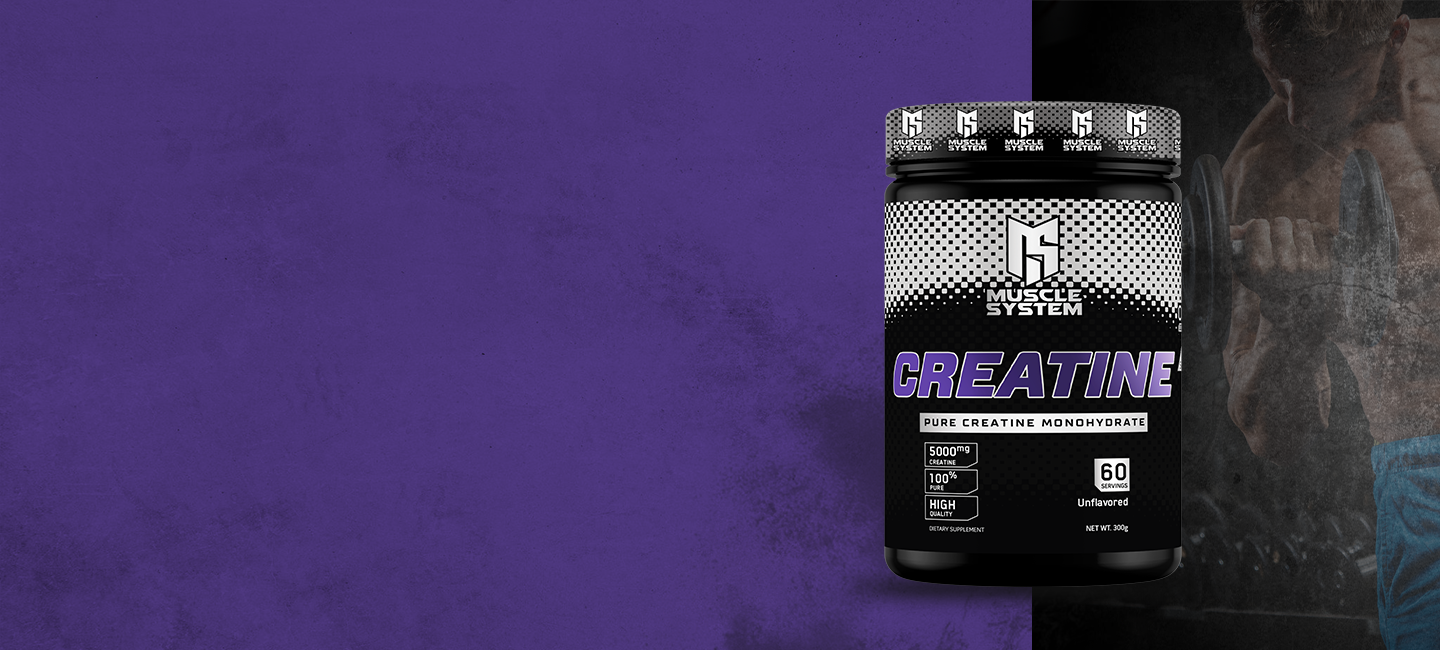 MUSCLE SYSTEM
MUSCLE SYSTEM
MUSCLE SYSTEM
MUSCLE SYSTEM
MUSCLE SYSTEM
MUSCLE
SYSTEM
CREATINE
PURE CREATINE MONOHYDRATE
5000mg
CREATINE
100%
PURE
HIGH
QUALITY
DIETARY SUPPLEMENT
60
SERVINGS
Unflavored
NET WT. 300g